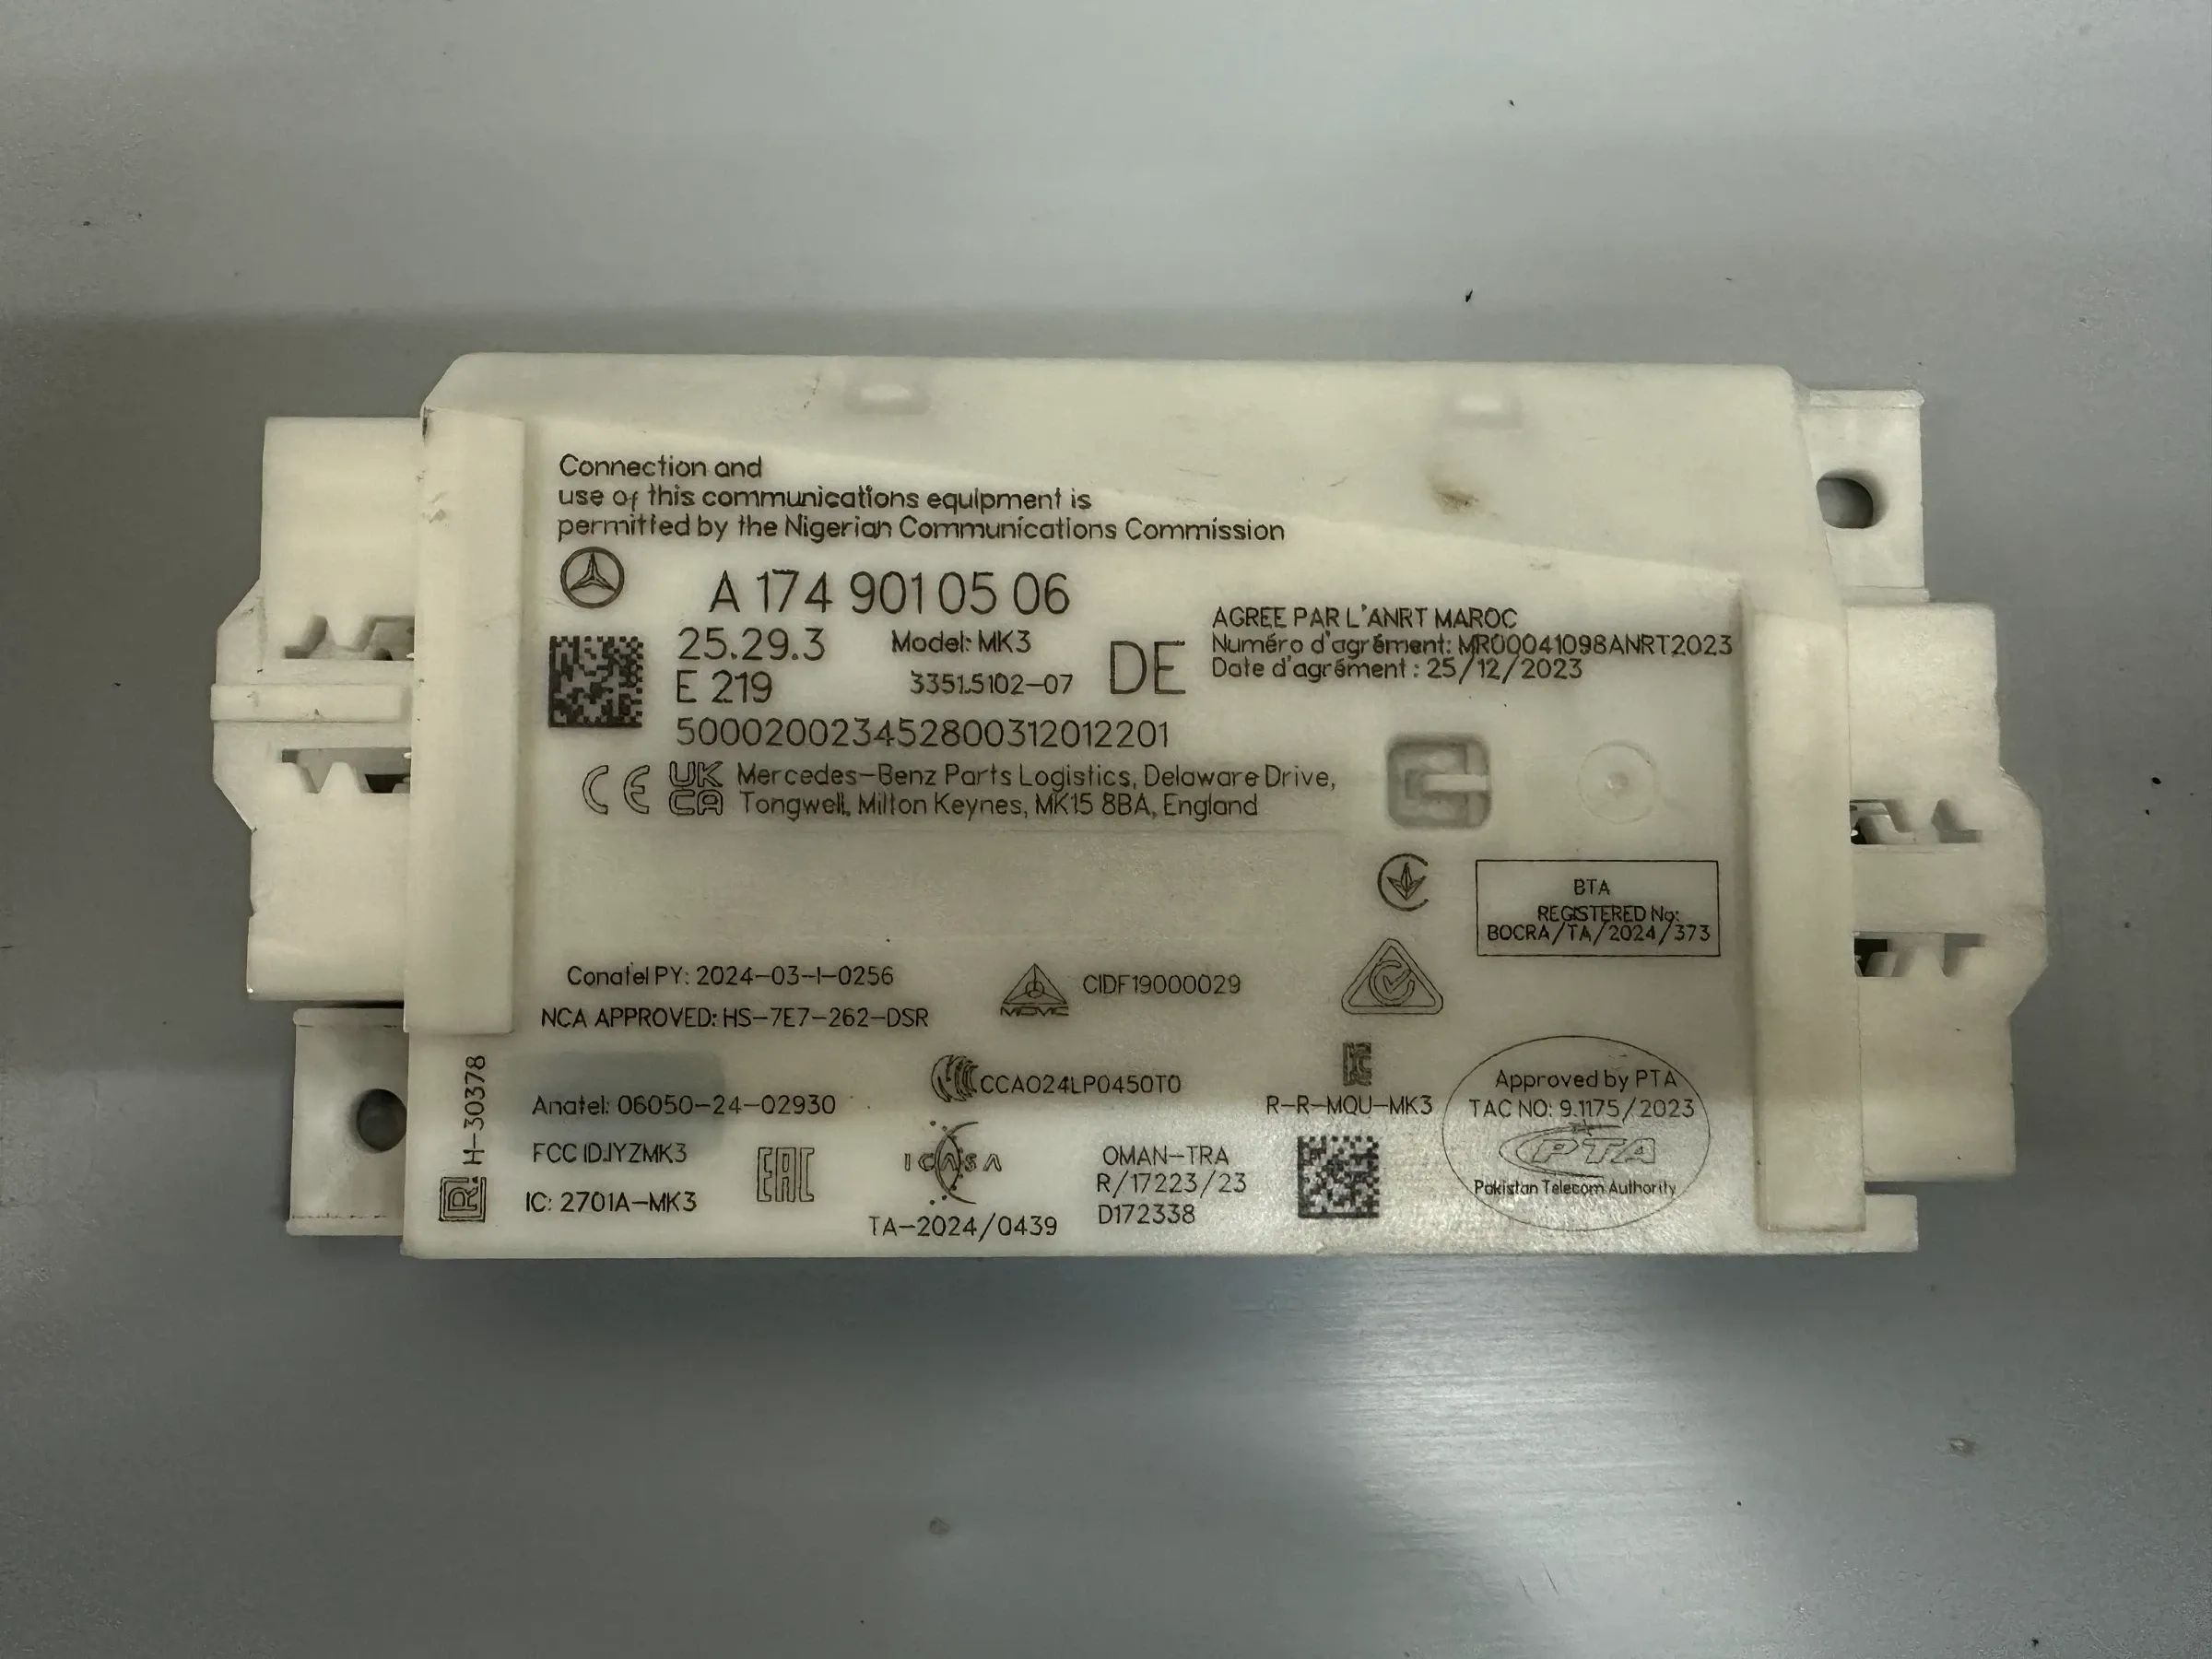 Connection and
use of this communications equipment is
permitted by the Nigerian Communications Commission
A 174 901 05 06
25.29.3
Model: MK3
E 219
3351.5102-07
DE
500020023452800312012201
AGREE PAR L'ANRT MAROC
Numéro d'agrément: MR00041098ANRT2023
Date d'agrément : 25/12/2023
CE
UK
CA
Mercedes-Benz Parts Logistics, Delaware Drive,
Tongwell, Milton Keynes, MK15 8BA, England
BTA
REGISTERED No:
BOCRA/TA/2024/373
Conatel PY: 2024-03-I-0256
NCA APPROVED: HS-7E7-262-DSR
CIDF19000029
H-30378
R
Anatel: 06050-24-02930
CCAO24LP0450T0
FCC ID:IYZMK3
IC: 2701A-MK3
EAC
ICASA
TA-2024/0439
OMAN-TRA
R/17223/23
D172338
R-R-MQU-MK3
Approved by PTA
TAC NO: 9.1175/2023
PTA
Pakistan Telecom Authority